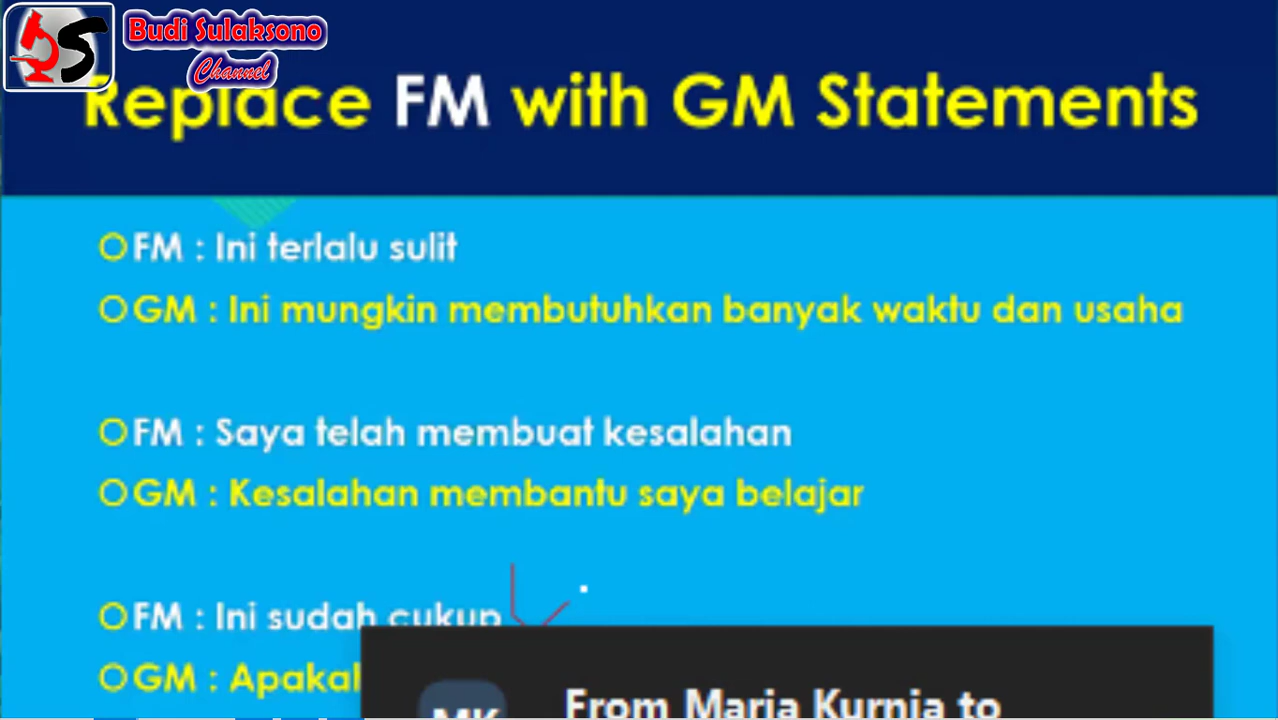 Budi Sulaksono
Channel
Replace FM with GM Statements
FM : Ini terlalu sulit
GM : Ini mungkin membutuhkan banyak waktu dan usaha
FM : Saya telah membuat kesalahan
GM : Kesalahan membantu saya belajar
FM : Ini sudah cukup
GM :
MK
From Maria Kurnia to